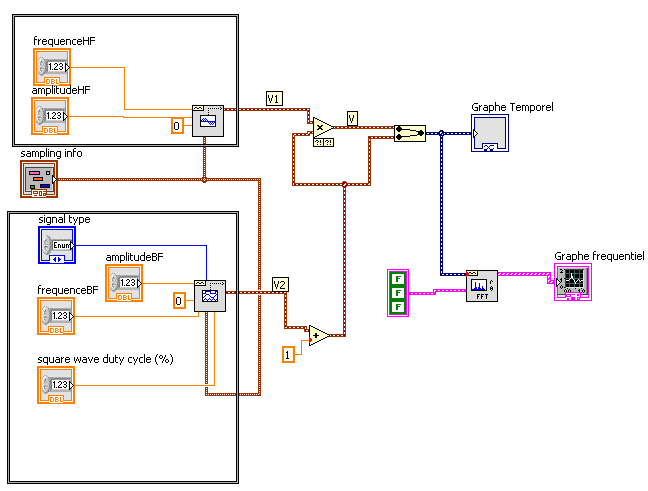 frequenceHF
1.23
DBL
amplitudeHF
1.23
DBL
0
V1
V
?! ?!
Graphe Temporel
sampling info
signal type
Enum
amplitudeBF
1.23
DBL
0
frequenceBF
1.23
DBL
V2
1
square wave duty cycle (%)
1.23
DBL
F
F
F
FFT
Graphe frequentiel